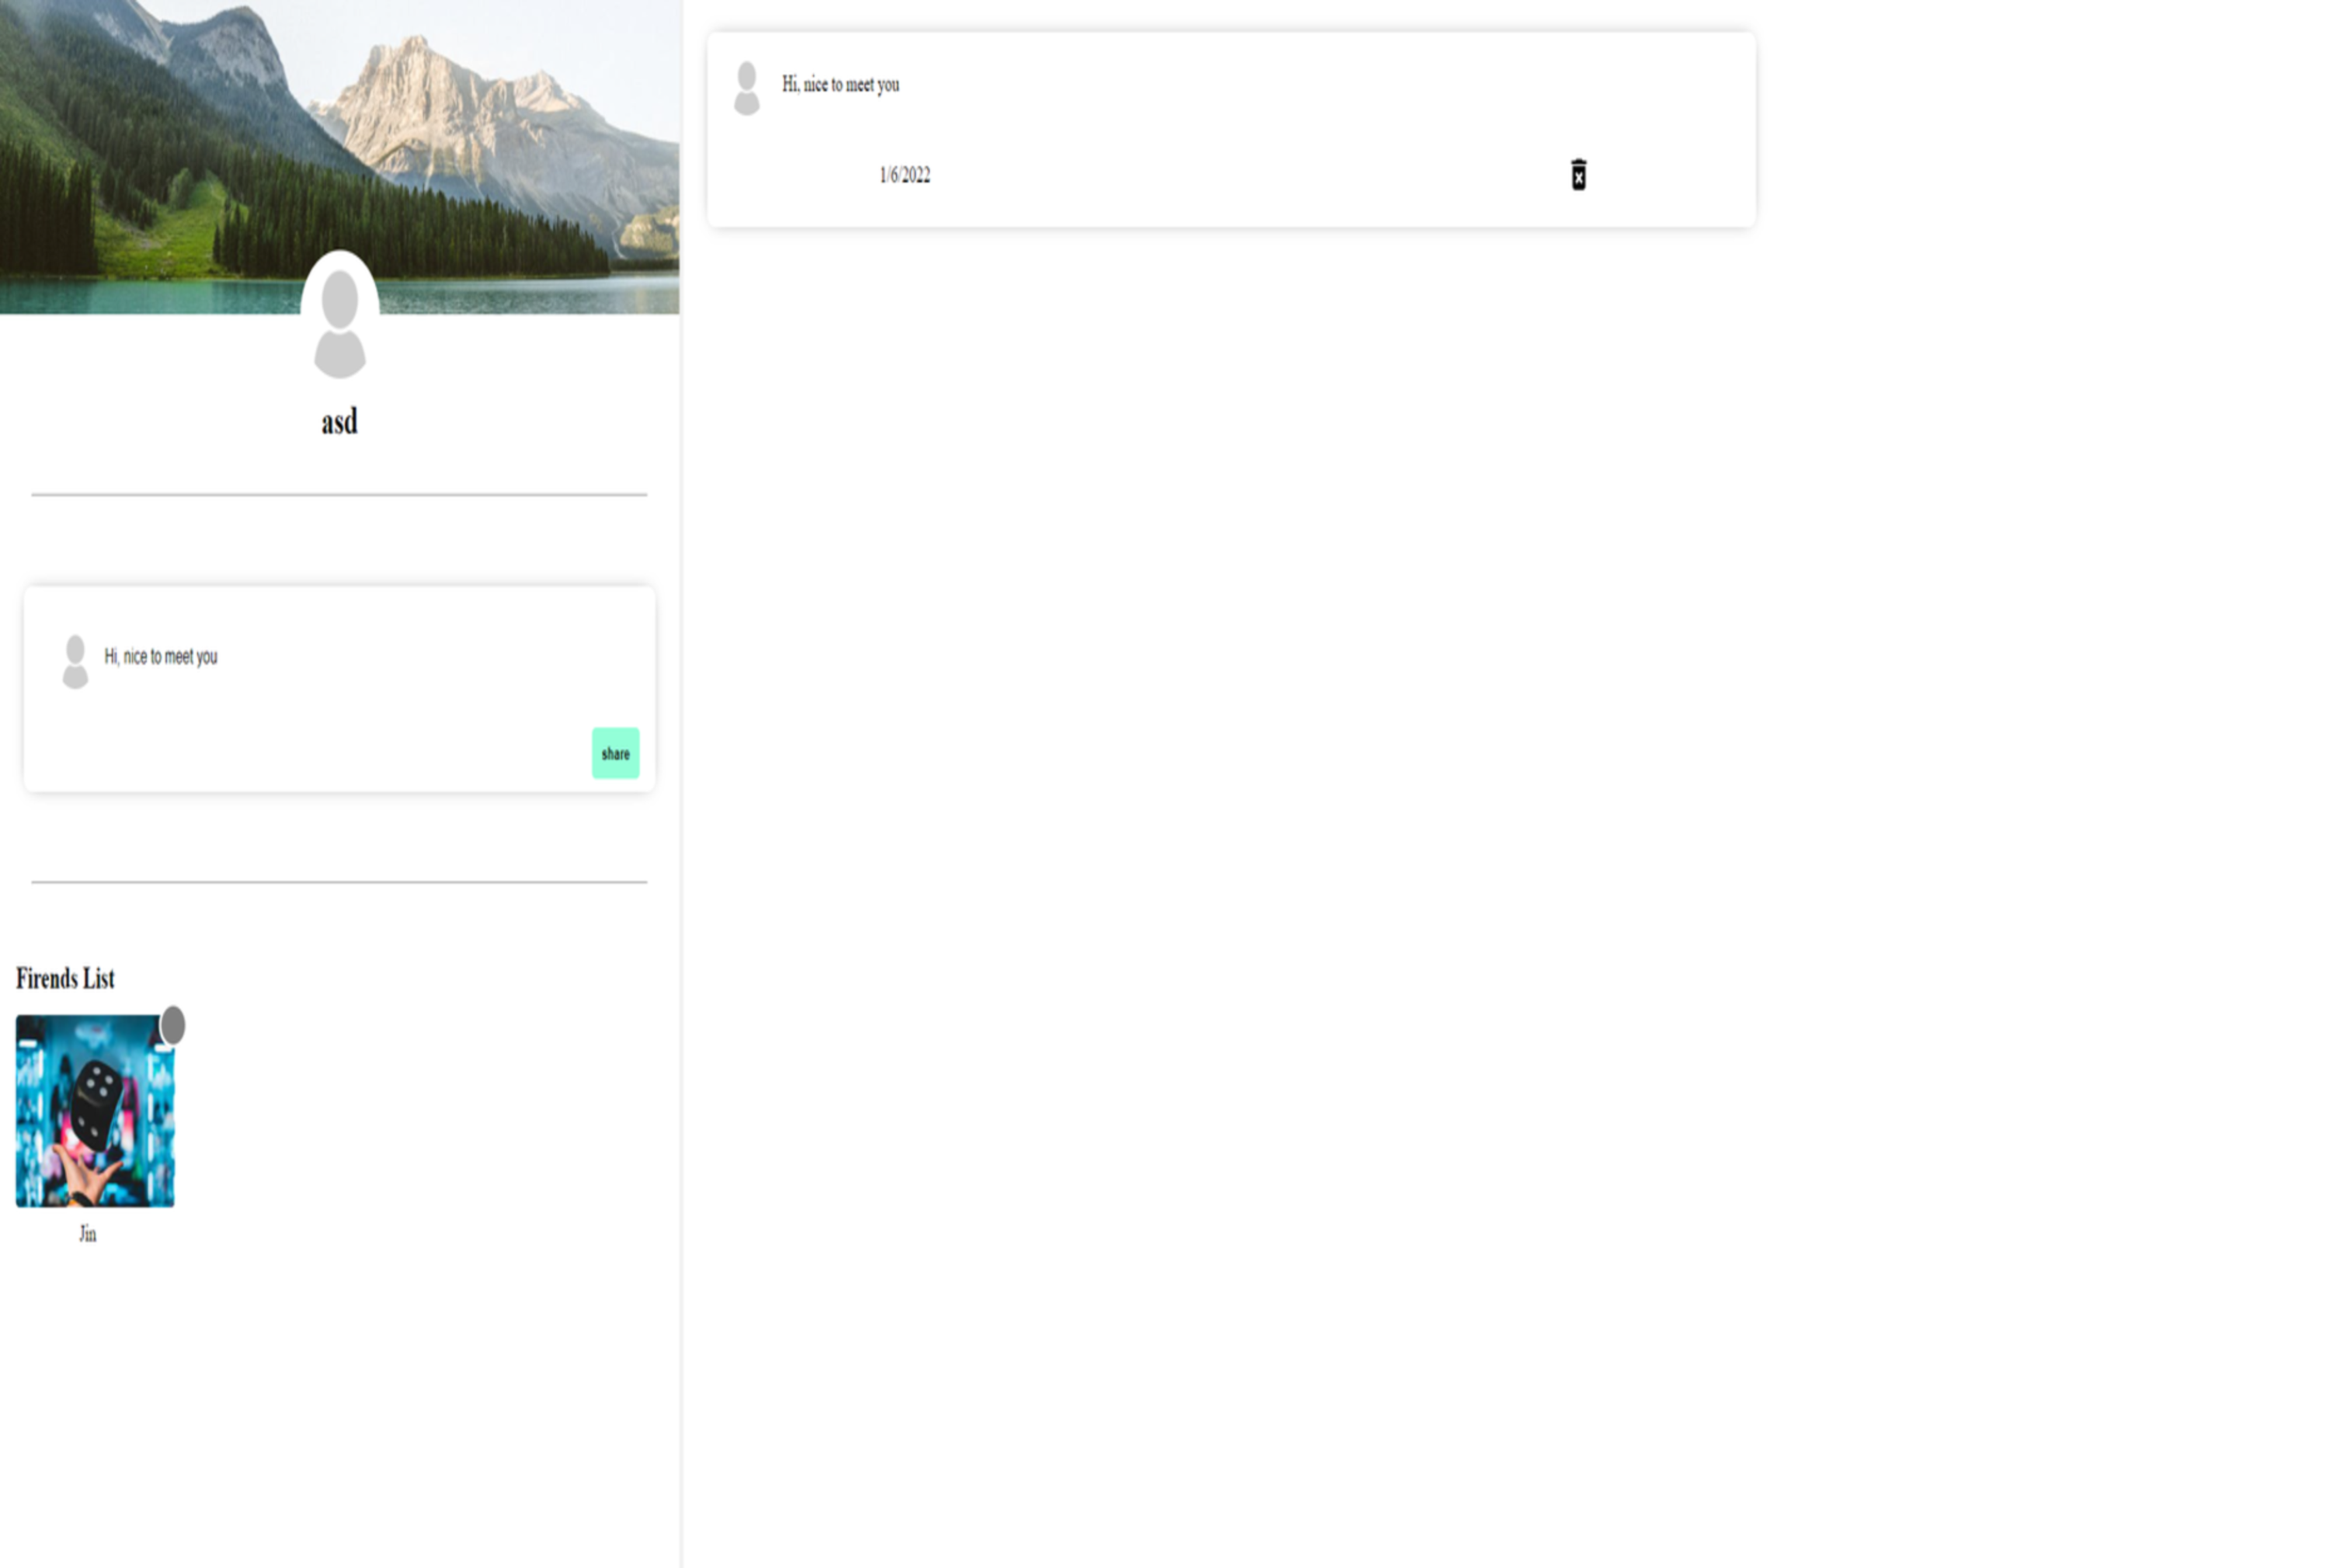 asd
Hi, nice to meet you
share
Firends List
Jin
Hi, nice to meet you
1/6/2022